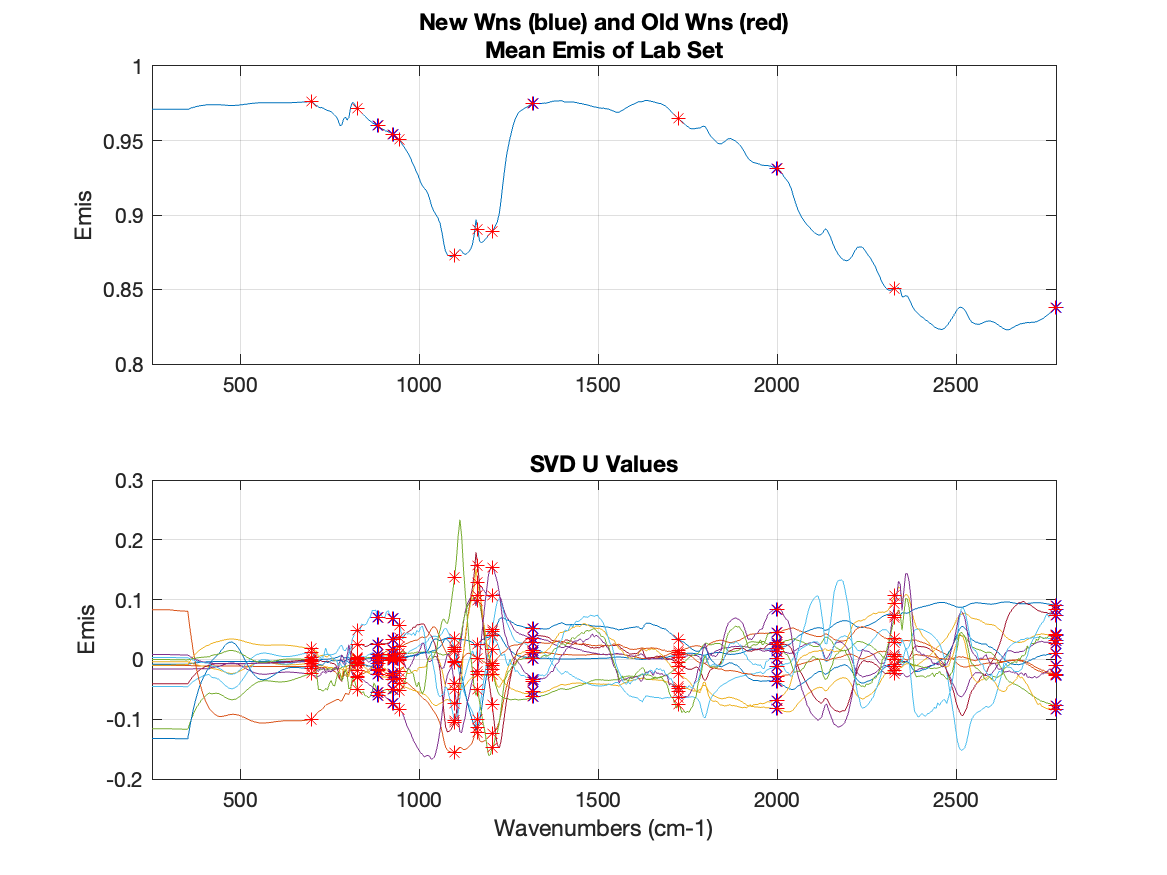 New Wns (blue) and Old Wns (red)
Mean Emis of Lab Set
1
0.95
0.9
0.85
0.8
Emis
500 1000 1500 2000 2500
SVD U Values
0.3
0.2
0.1
0
-0.1
-0.2
Emis
500 1000 1500 2000 2500
Wavenumbers (cm-1)